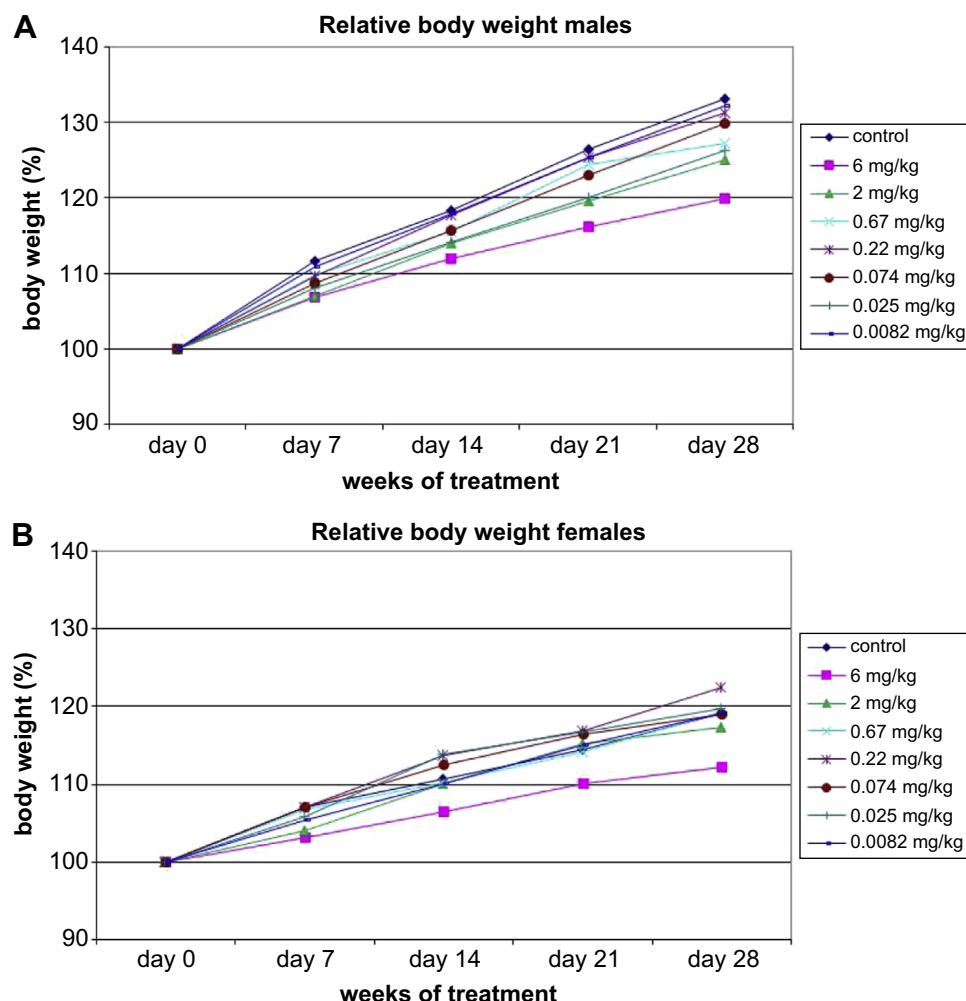 A
Relative body weight males
140
130
120
110
100
90
body weight (%)
day 0 day 7 day 14 day 21 day 28
weeks of treatment
control
6 mg/kg
2 mg/kg
0.67 mg/kg
0.22 mg/kg
0.074 mg/kg
0.025 mg/kg
0.0082 mg/kg
B
Relative body weight females
140
130
120
110
100
90
body weight (%)
day 0 day 7 day 14 day 21 day 28
weeks of treatment
control
6 mg/kg
2 mg/kg
0.67 mg/kg
0.22 mg/kg
0.074 mg/kg
0.025 mg/kg
0.0082 mg/kg